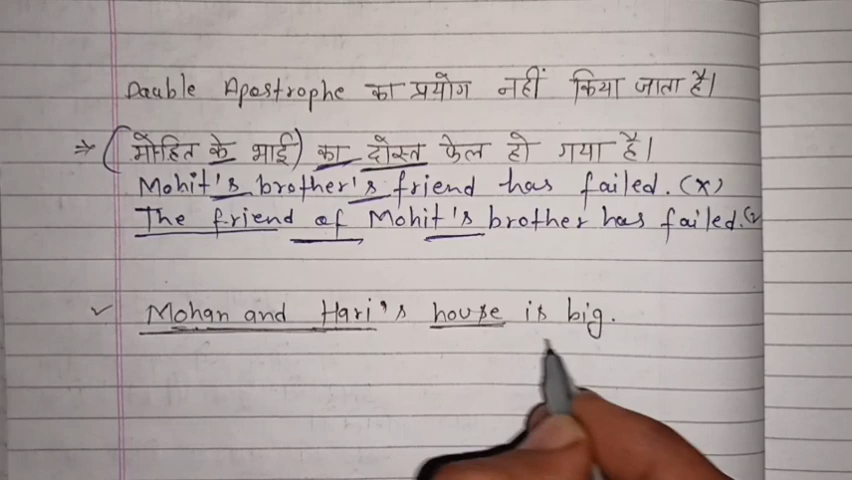 Double Apostrophe का प्रयोग नहीं किया जाता है।
⇒ (मोहित के भाई) का दोस्त फेल हो गया है।
Mohit's brother's friend has failed. (x)
The friend of Mohit's brother has failed. (✓
✓ Mohan and Hari's house is big.